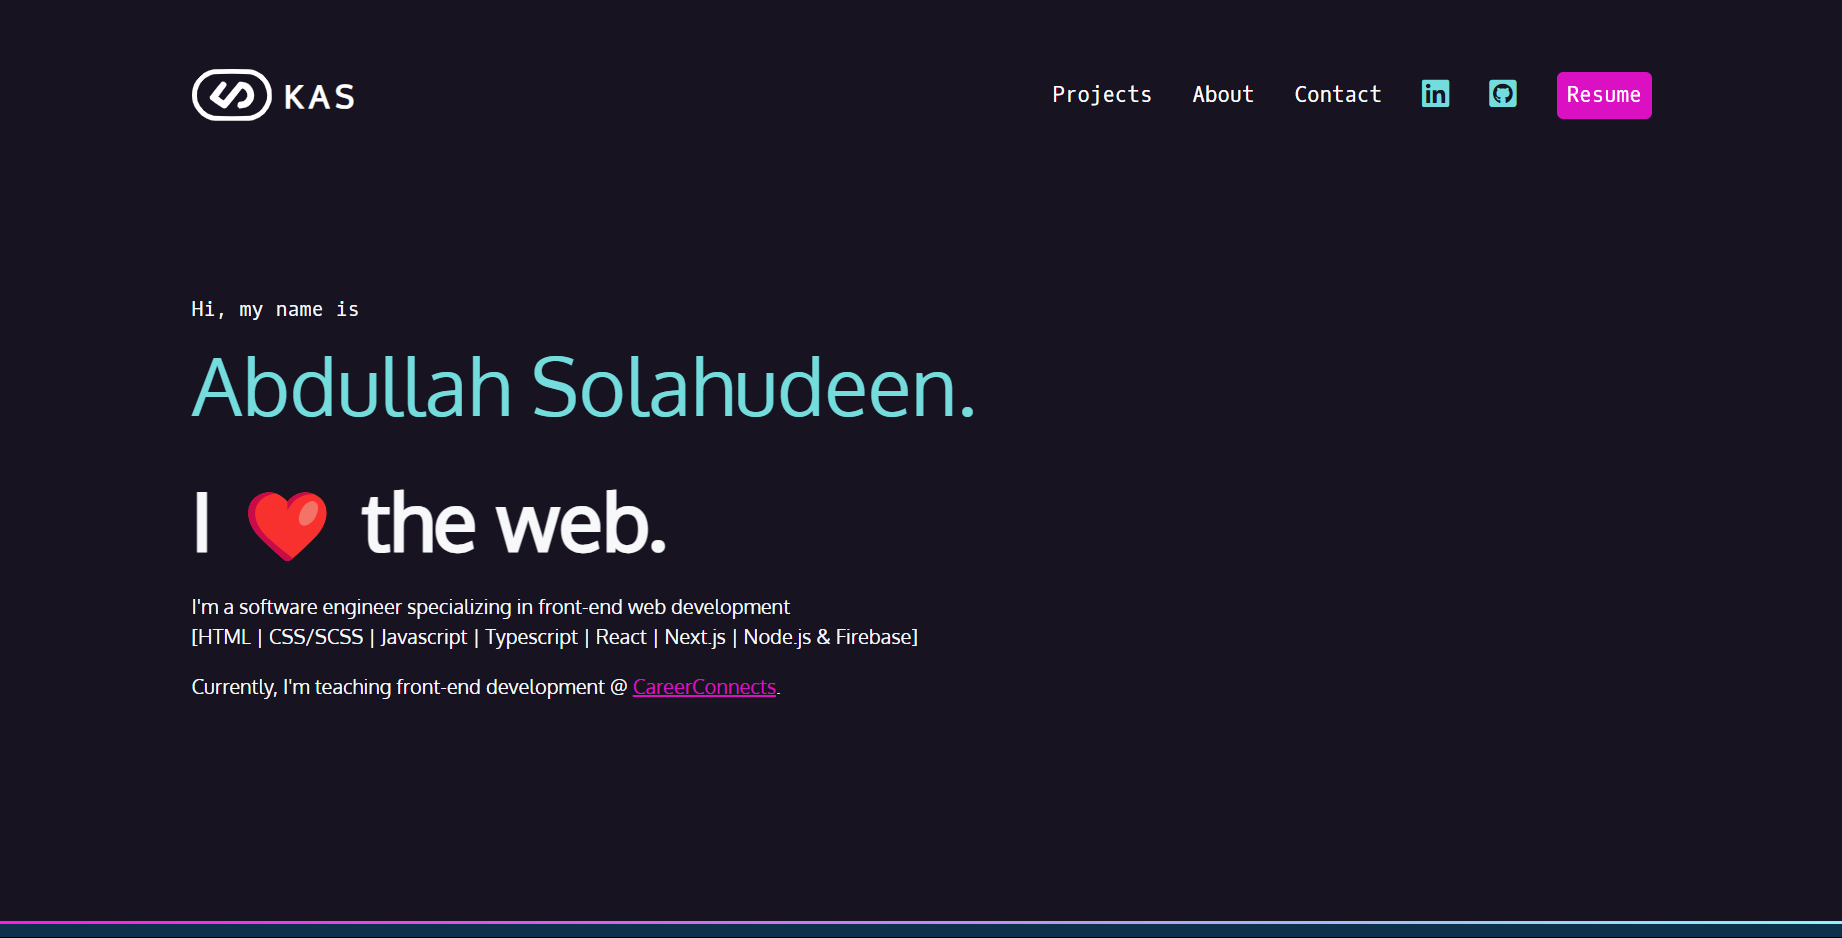 KAS
Projects
About
Contact
in
Resume
Hi, my name is
Abdullah Solahudeen.
I ❤️ the web.
I'm a software engineer specializing in front-end web development
[HTML | CSS/SCSS | Javascript | Typescript | React | Next.js | Node.js & Firebase]
Currently, I'm teaching front-end development @ CareerConnects.